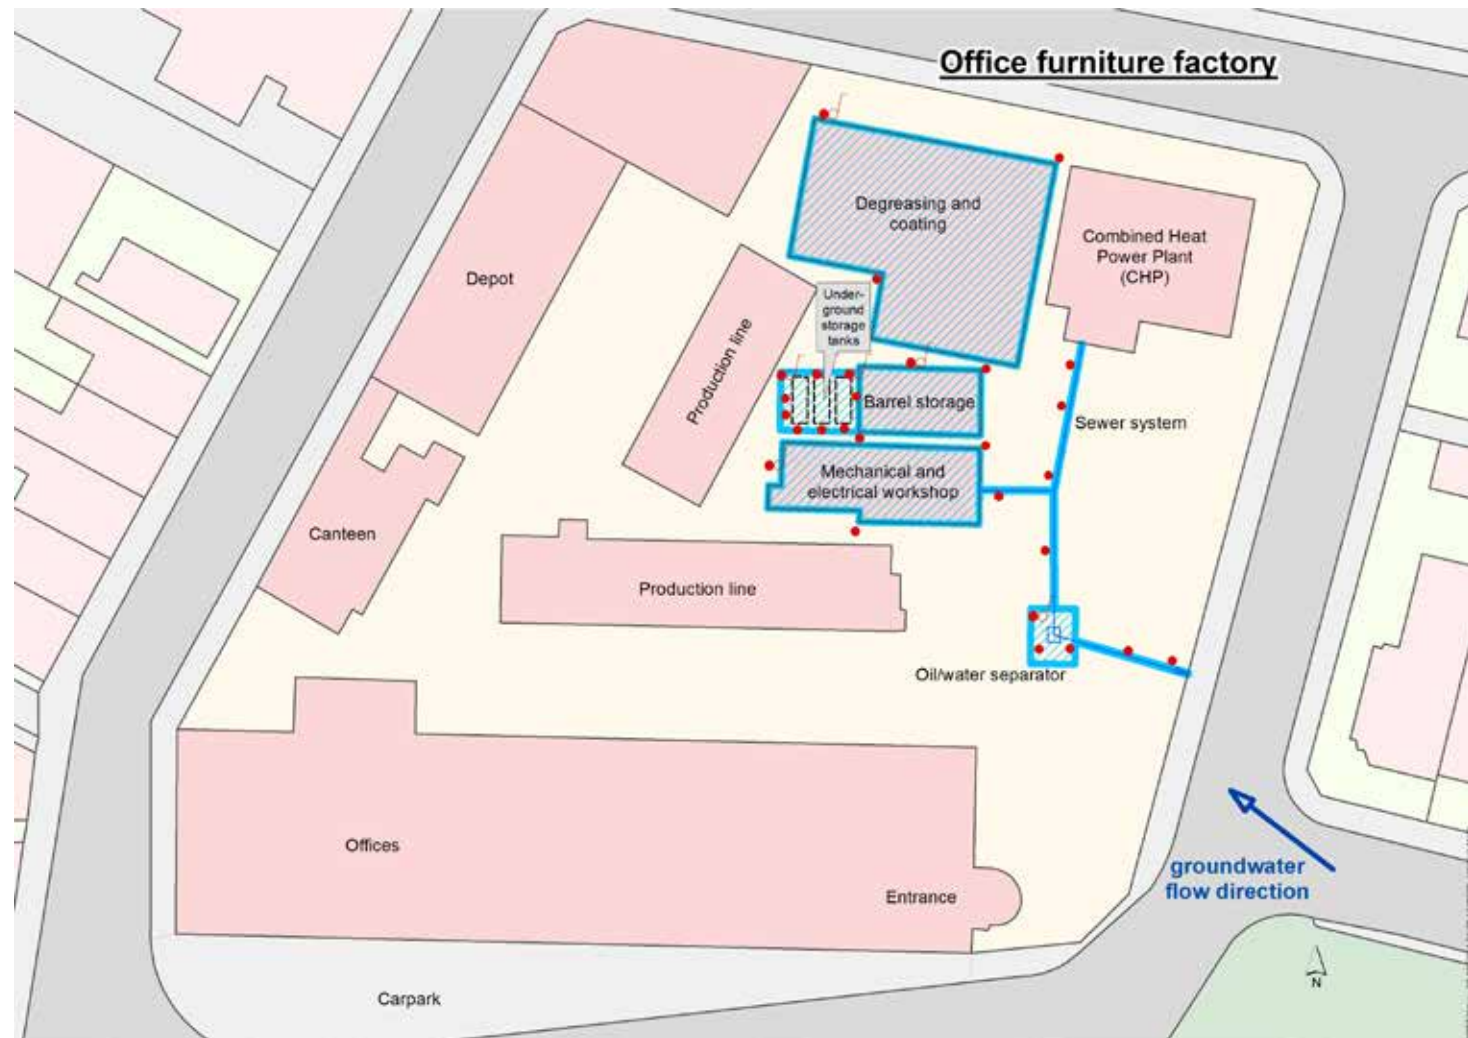 Office furniture factory
Degreasing and
coating
Combined Heat
Power Plant
(CHP)
Depot
Under-
ground
storage
tanks
Production line
Barrel storage
Sewer system
Mechanical and
electrical workshop
Canteen
Production line
Oil/water separator
Offices
Entrance
groundwater
flow direction
Carpark
N